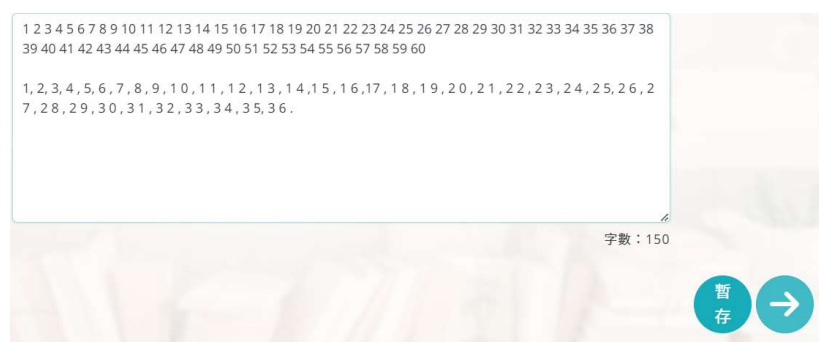 1 2 3 4 5 6 7 8 9 10 11 12 13 14 15 16 17 18 19 20 21 22 23 24 25 26 27 28 29 30 31 32 33 34 35 36 37 38
39 40 41 42 43 44 45 46 47 48 49 50 51 52 53 54 55 56 57 58 59 60
1, 2, 3, 4 , 5, 6 , 7 , 8 , 9 , 1 0 , 1 1 , 1 2 , 1 3 , 1 4 ,1 5 , 1 6 ,17 , 1 8 , 1 9 , 2 0 , 2 1 , 2 2 , 2 3 , 2 4 , 2 5, 2 6 , 2
7 , 2 8 , 2 9 , 3 0 , 3 1 , 3 2 , 3 3 , 3 4 , 3 5, 3 6 .
字數：150
暫
存